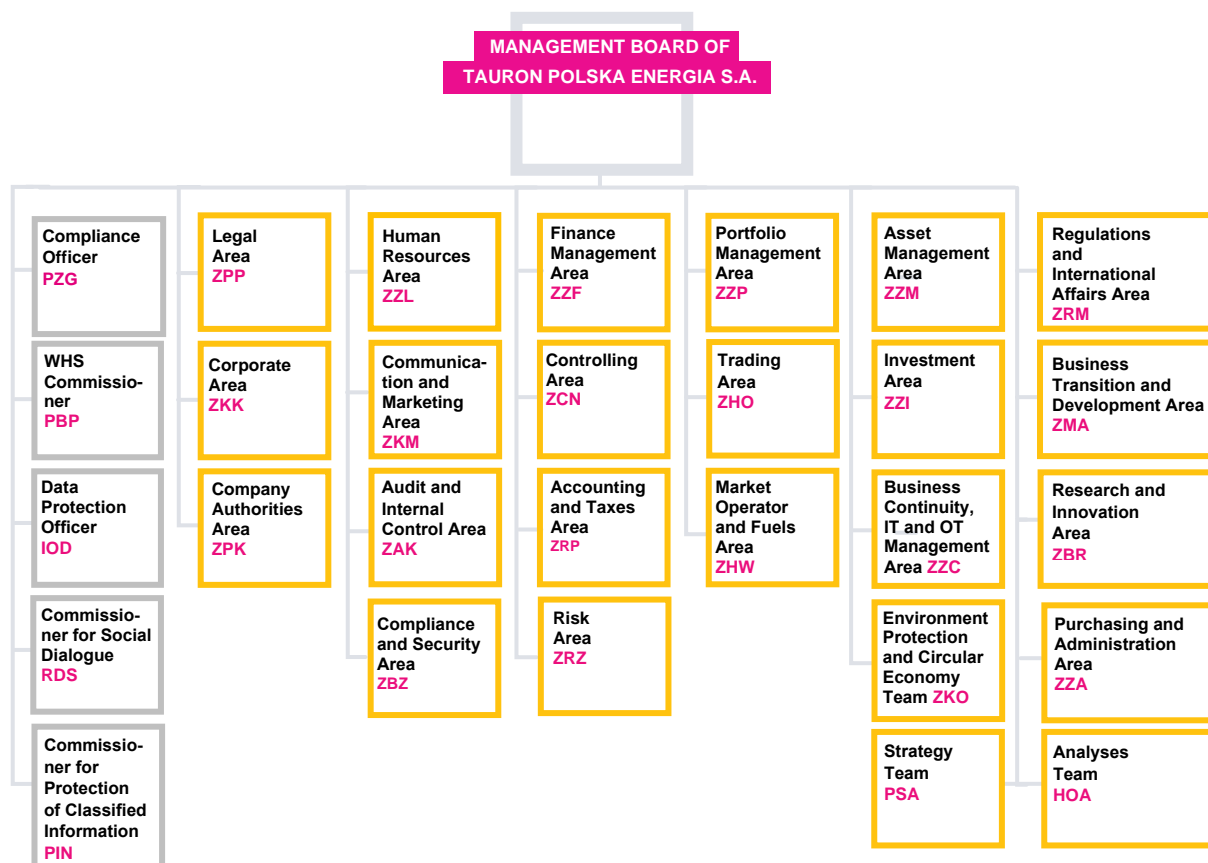 MANAGEMENT BOARD OF
TAURON POLSKA ENERGIA S.A.
Compliance
Officer
PZG
WHS
Commissio-
ner
PBP
Data
Protection
Officer
IOD
Commissio-
ner for Social
Dialogue
RDS
Commissio-
ner for
Protection
of Classified
Information
PIN
Legal
Area
ZPP
Corporate
Area
ZKK
Company
Authorities
Area
ZPK
Human
Resources
Area
ZZL
Communica-
tion and
Marketing
Area
ZKM
Audit and
Internal
Control Area
ZAK
Compliance
and Security
Area
ZBZ
Finance
Management
Area
ZZF
Controlling
Area
ZCN
Accounting
and Taxes
Area
ZRP
Risk
Area
ZRZ
Portfolio
Management
Area
ZZP
Trading
Area
ZHO
Market
Operator
and Fuels
Area
ZHW
Asset
Management
Area
ZZM
Investment
Area
ZZI
Business
Continuity,
IT and OT
Management
Area ZZC
Environment
Protection
and Circular
Economy
Team ZKO
Strategy
Team
PSA
Regulations
and
International
Affairs Area
ZRM
Business
Transition and
Development Area
ZMA
Research and
Innovation
Area
ZBR
Purchasing and
Administration
Area
ZZA
Analyses
Team
HOA